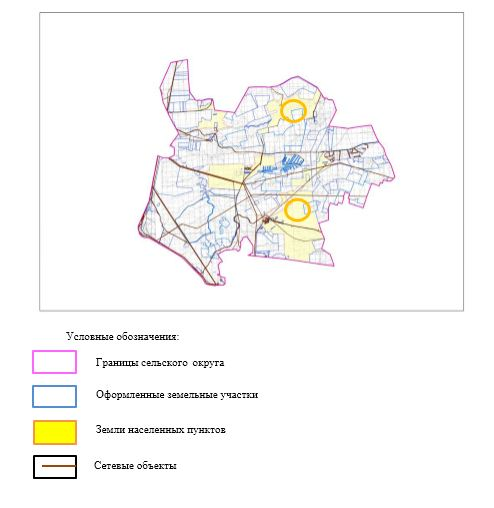 Условные обозначения:
Границы сельского округа
Оформленные земельные участки
Земли населенных пунктов
Сетевые объекты